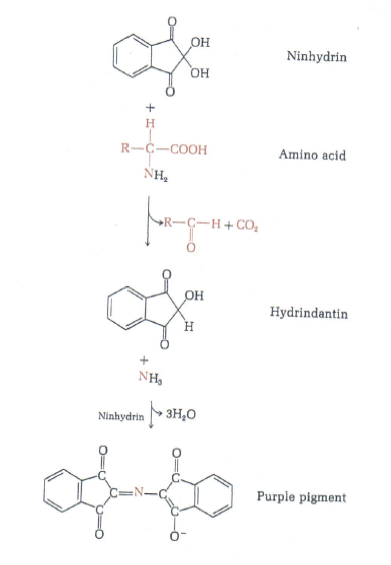 O
OH
Ninhydrin
OH
O
+
H
R—C—COOH
Amino acid
NH₂
R—C—H + CO₂
O
O
OH
Hydrindantin
H
O
+
NH₃
Ninhydrin
3H₂O
O O
C C
C=N—C
Purple pigment
C C
O O⁻